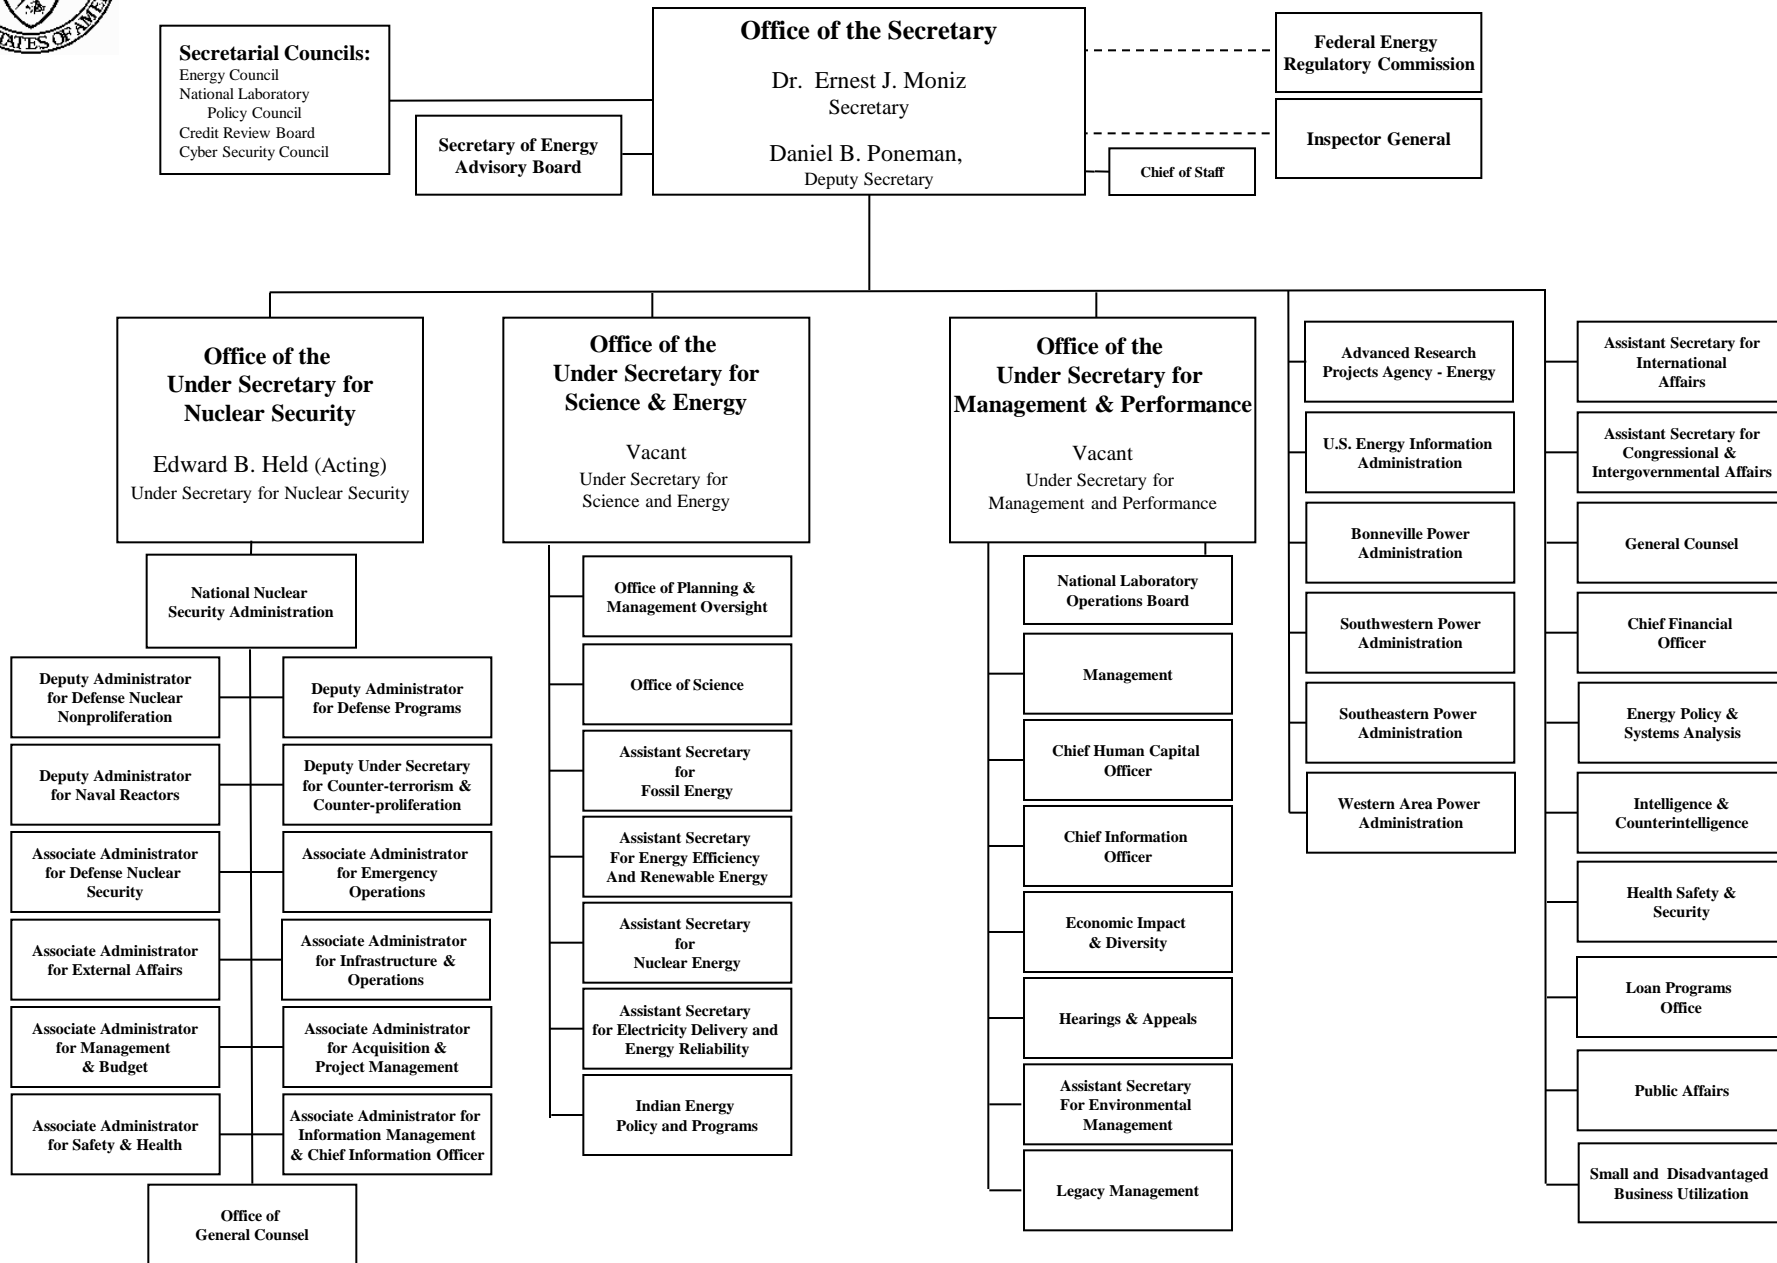 STATES OF AME
Secretarial Councils:
Energy Council
National Laboratory
Policy Council
Credit Review Board
Cyber Security Council
Secretary of Energy
Advisory Board
Office of the Secretary
Dr. Ernest J. Moniz
Secretary
Daniel B. Poneman,
Deputy Secretary
Federal Energy
Regulatory Commission
Inspector General
Chief of Staff
Office of the
Under Secretary for
Nuclear Security
Edward B. Held (Acting)
Under Secretary for Nuclear Security
National Nuclear
Security Administration
Deputy Administrator
for Defense Nuclear
Nonproliferation
Deputy Administrator
for Defense Programs
Deputy Administrator
for Naval Reactors
Deputy Under Secretary
for Counter-terrorism &
Counter-proliferation
Associate Administrator
for Defense Nuclear
Security
Associate Administrator
for Emergency
Operations
Associate Administrator
for External Affairs
Associate Administrator
for Infrastructure &
Operations
Associate Administrator
for Management
& Budget
Associate Administrator
for Acquisition &
Project Management
Associate Administrator
for Safety & Health
Associate Administrator for
Information Management
& Chief Information Officer
Office of
General Counsel
Office of the
Under Secretary for
Science & Energy
Vacant
Under Secretary for
Science and Energy
Office of Planning &
Management Oversight
Office of Science
Assistant Secretary
for
Fossil Energy
Assistant Secretary
For Energy Efficiency
And Renewable Energy
Assistant Secretary
for
Nuclear Energy
Assistant Secretary
for Electricity Delivery and
Energy Reliability
Indian Energy
Policy and Programs
Office of the
Under Secretary for
Management & Performance
Vacant
Under Secretary for
Management and Performance
National Laboratory
Operations Board
Management
Chief Human Capital
Officer
Chief Information
Officer
Economic Impact
& Diversity
Hearings & Appeals
Assistant Secretary
For Environmental
Management
Legacy Management
Advanced Research
Projects Agency - Energy
U.S. Energy Information
Administration
Bonneville Power
Administration
Southwestern Power
Administration
Southeastern Power
Administration
Western Area Power
Administration
Assistant Secretary for
International
Affairs
Assistant Secretary for
Congressional &
Intergovernmental Affairs
General Counsel
Chief Financial
Officer
Energy Policy &
Systems Analysis
Intelligence &
Counterintelligence
Health Safety &
Security
Loan Programs
Office
Public Affairs
Small and Disadvantaged
Business Utilization